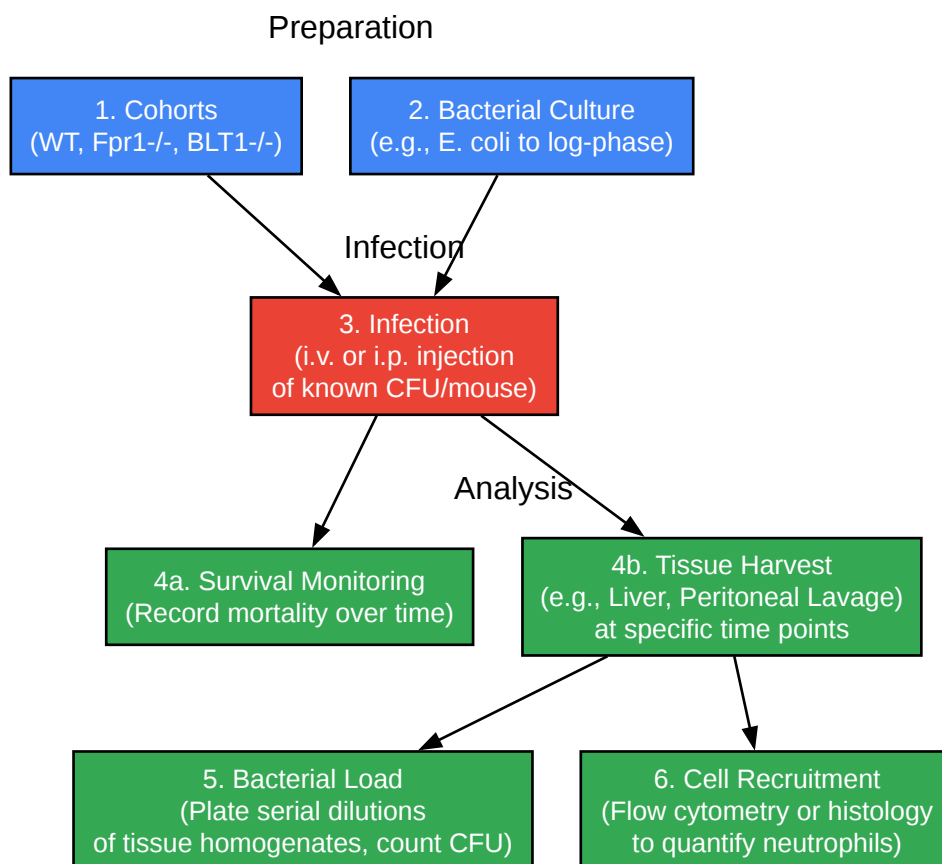 Preparation
1. Cohorts
(WT, Fpr1-/-, BLT1-/-)
2. Bacterial Culture
(e.g., E. coli to log-phase)
Infection
3. Infection
(i.v. or i.p. injection
of known CFU/mouse)
Analysis
4a. Survival Monitoring
(Record mortality over time)
4b. Tissue Harvest
(e.g., Liver, Peritoneal Lavage)
at specific time points
5. Bacterial Load
(Plate serial dilutions
of tissue homogenates, count CFU)
6. Cell Recruitment
(Flow cytometry or histology
to quantify neutrophils)